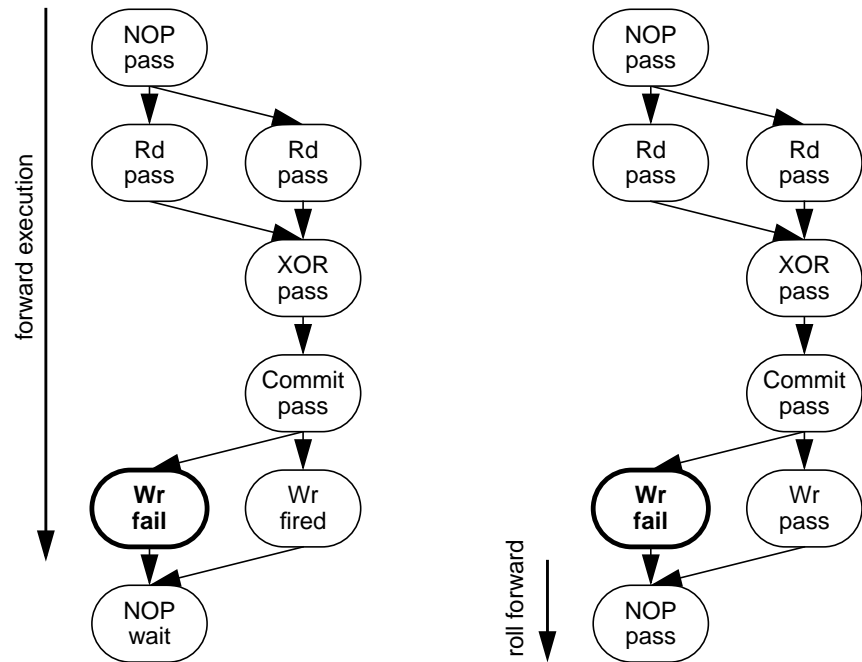 forward execution
NOP
pass
Rd
pass
Rd
pass
XOR
pass
Commit
pass
Wr
fail
Wr
fired
NOP
wait
roll forward
NOP
pass
Rd
pass
Rd
pass
XOR
pass
Commit
pass
Wr
fail
Wr
pass
NOP
pass